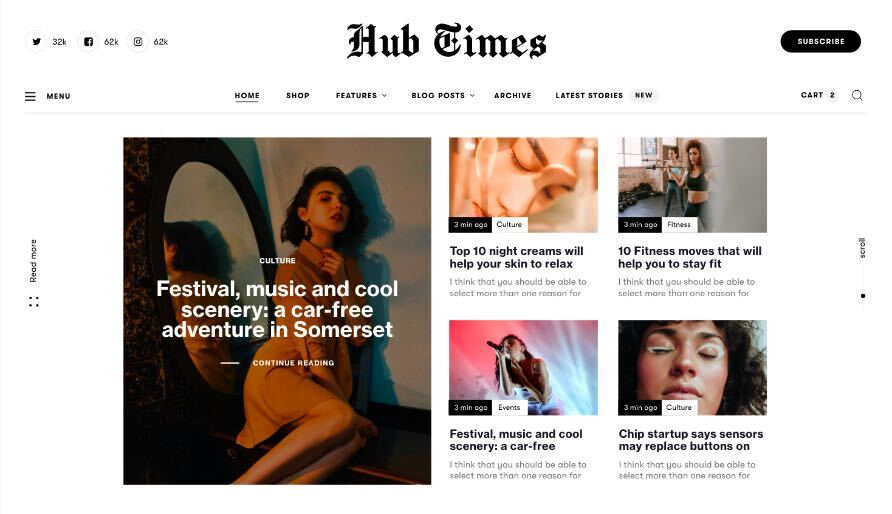 32k
62k
62k
Hub Times
SUBSCRIBE
MENU
HOME
SHOP
FEATURES
BLOG POSTS
ARCHIVE
LATEST STORIES
NEW
CART 2
Read more
CULTURE
Festival, music and cool
scenery: a car-free
adventure in Somerset
CONTINUE READING
3 min ago
Culture
Top 10 night creams will
help your skin to relax
I think that you should be able to
select more than one reason for
3 min ago
Fitness
10 Fitness moves that will
help you to stay fit
I think that you should be able to
select more than one reason for
3 min ago
Events
Festival, music and cool
scenery: a car-free
I think that you should be able to
select more than one reason for
3 min ago
Culture
Chip startup says sensors
may replace buttons on
I think that you should be able to
select more than one reason for
scroll